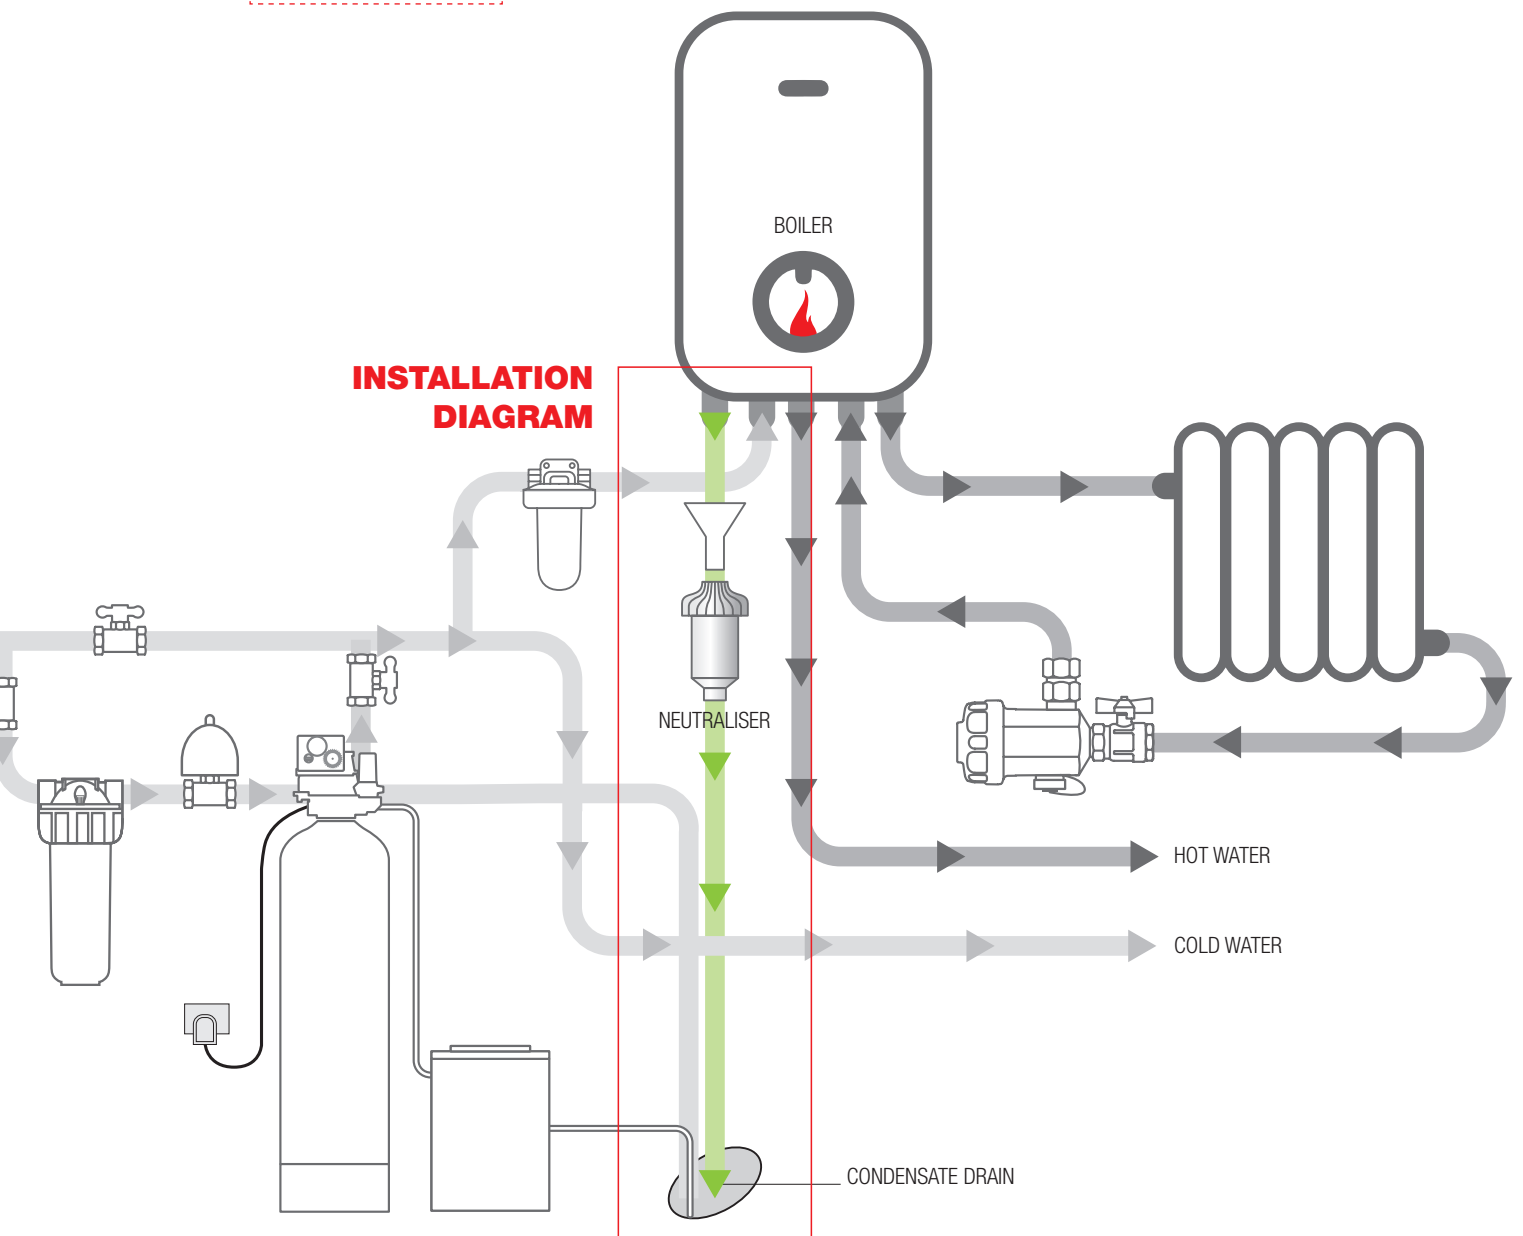 BOILER
INSTALLATION
DIAGRAM
NEUTRALISER
HOT WATER
COLD WATER
CONDENSATE DRAIN